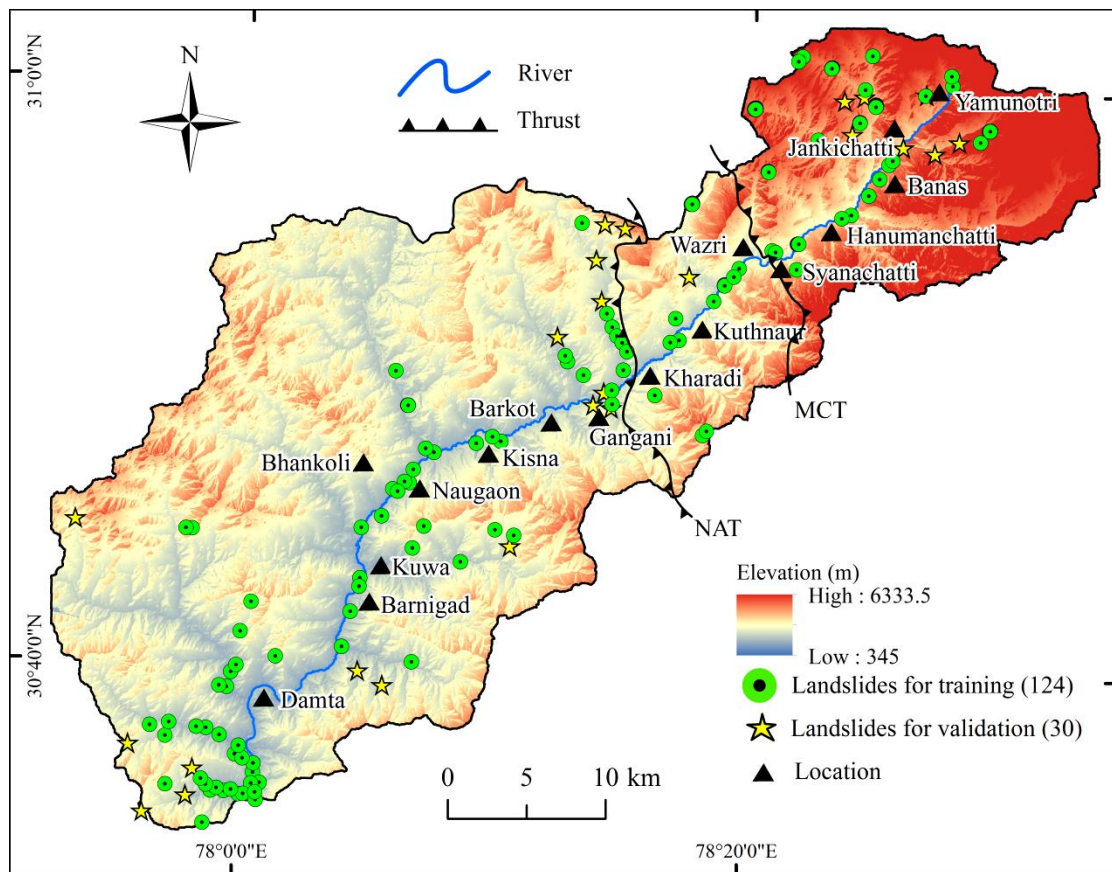 N
River
Thrust
31°0'0"N
Yamunotri
Jankichatti
Banas
Hanumanchatti
Wazri
Syanachatti
Kuthnaur
Kharadi
MCT
Barkot
Gangani
Bhankoli
Kisna
Naugaon
NAT
Kuwa
Barnigad
30°40'0"N
Damta
Elevation (m)
High : 6333.5
Low : 345
Landslides for training (124)
Landslides for validation (30)
Location
0 5 10 km
78°0'0"E
78°20'0"E